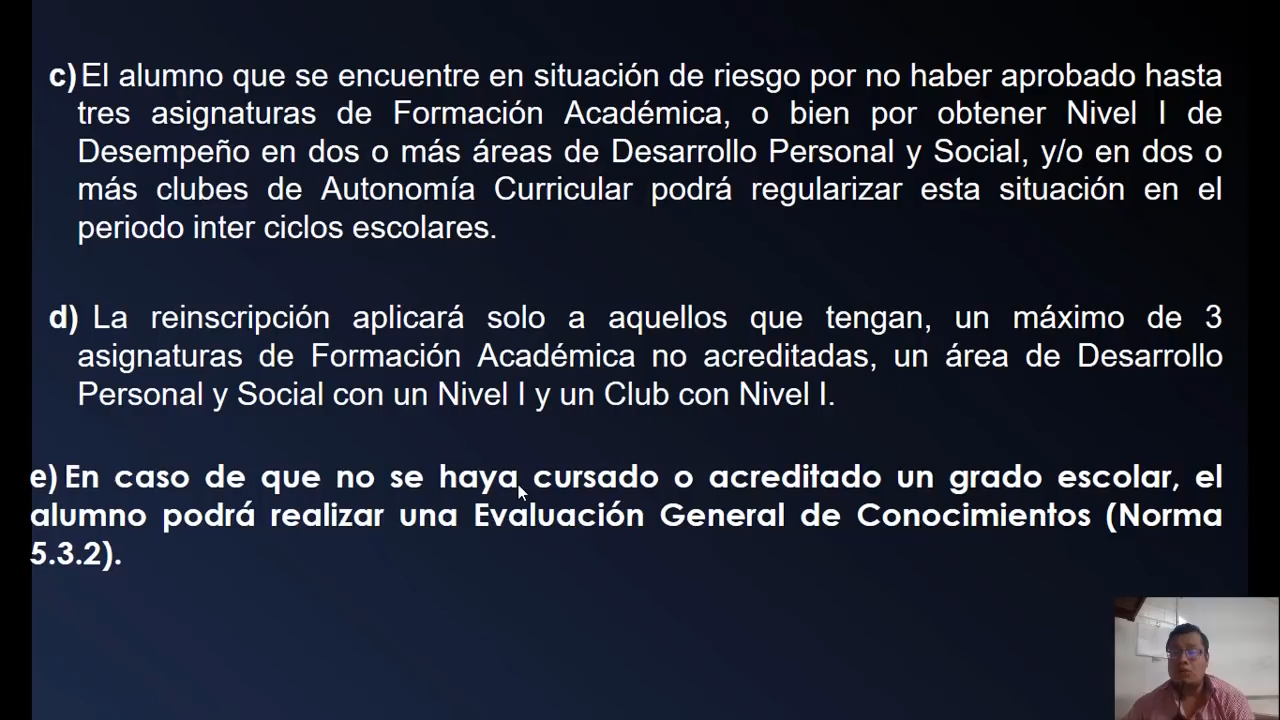 c) El alumno que se encuentre en situación de riesgo por no haber aprobado hasta
tres asignaturas de Formación Académica, o bien por obtener Nivel I de
Desempeño en dos o más áreas de Desarrollo Personal y Social, y/o en dos o
más clubes de Autonomía Curricular podrá regularizar esta situación en el
periodo inter ciclos escolares.
d) La reinscripción aplicará solo a aquellos que tengan, un máximo de 3
asignaturas de Formación Académica no acreditadas, un área de Desarrollo
Personal y Social con un Nivel I y un Club con Nivel I.
e) En caso de que no se haya cursado o acreditado un grado escolar, el
alumno podrá realizar una Evaluación General de Conocimientos (Norma
5.3.2).